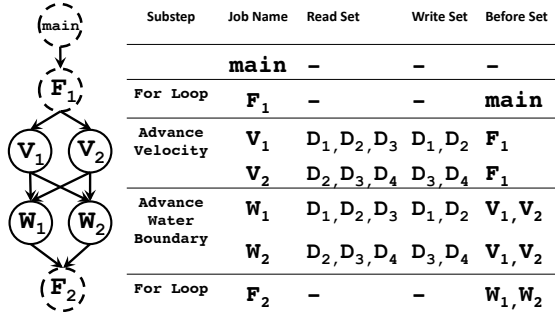 main
F1
V1 V2
W1 W2
F2
Substep Job Name Read Set Write Set Before Set
main – – –
For Loop F1 – – main
Advance Velocity V1 D1,D2,D3 D1,D2 F1
V2 D2,D3,D4 D3,D4 F1
Advance Water Boundary W1 D1,D2,D3 D1,D2 V1,V2
W2 D2,D3,D4 D3,D4 V1,V2
For Loop F2 – – W1,W2